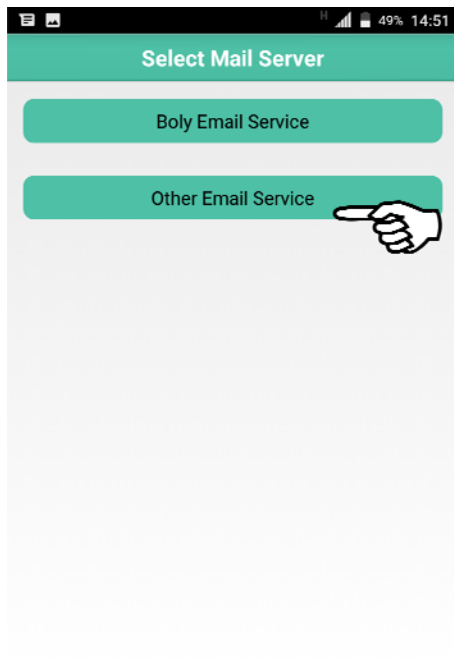 H 49% 14:51
Select Mail Server
Boly Email Service
Other Email Service